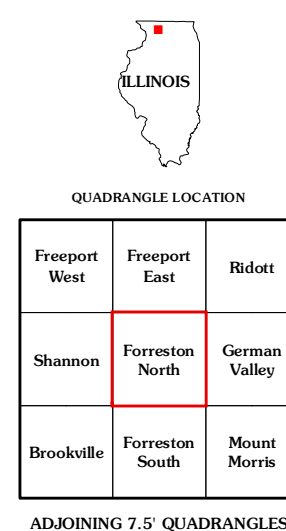 ILLINOIS
QUADRANGLE LOCATION
Freeport
West
Freeport
East
Ridott
Shannon
Forreston
North
German
Valley
Brookville
Forreston
South
Mount
Morris
ADJOINING 7.5' QUADRANGLES